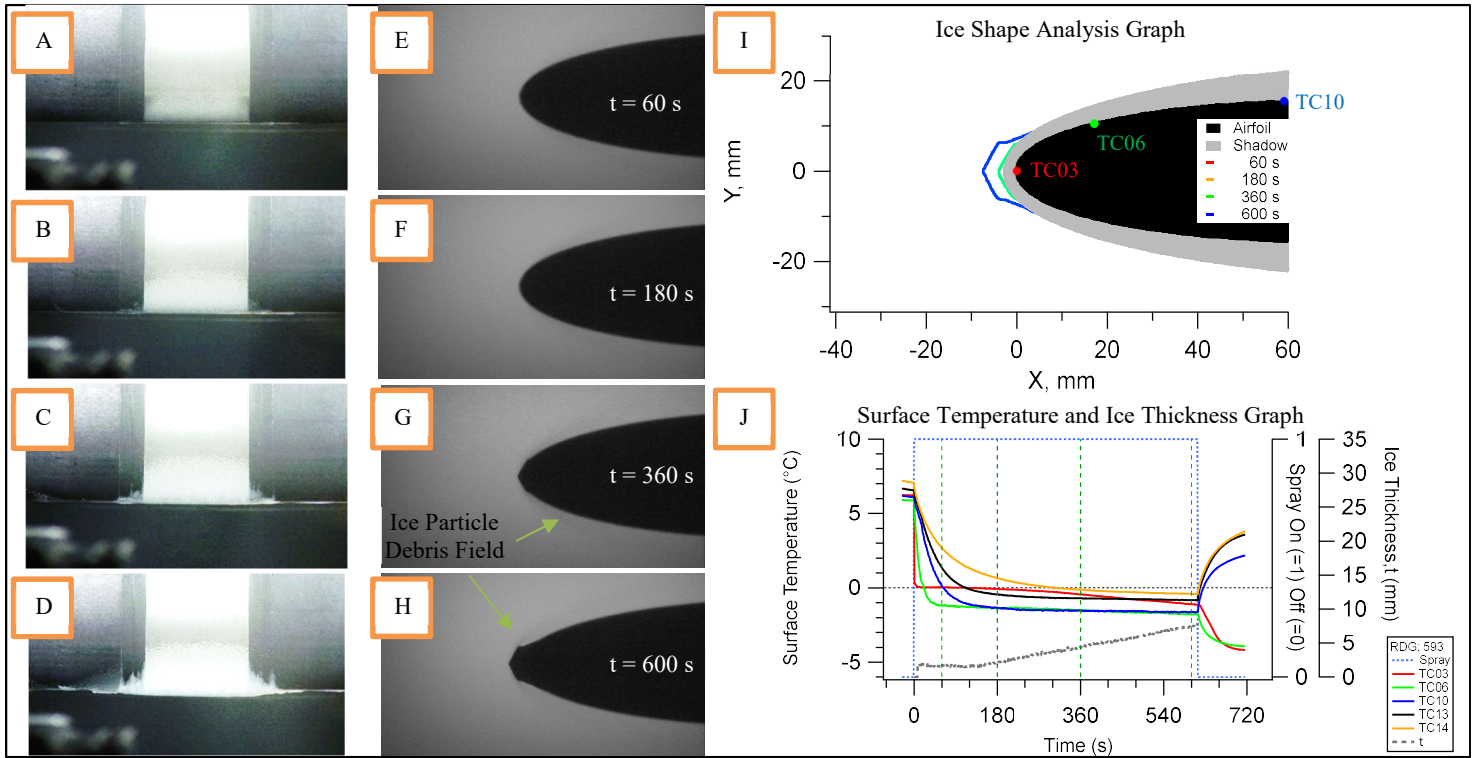 A
B
C
D
E
t = 60 s
F
t = 180 s
G
t = 360 s
Ice Particle
Debris Field
H
t = 600 s
I
Ice Shape Analysis Graph
Y, mm
20
0
-20
-40
-20
0
20
40
60
X, mm
TC10
TC06
TC03
Airfoil
Shadow
60 s
180 s
360 s
600 s
J
Surface Temperature and Ice Thickness Graph
Surface Temperature (°C)
10
5
0
-5
0
180
360
540
720
Time (s)
1
0
Spray On (=1) Off (=0)
35
30
25
20
15
10
5
0
Ice Thickness,t (mm)
RDG: 593
Spray
TC03
TC06
TC10
TC13
TC14
t